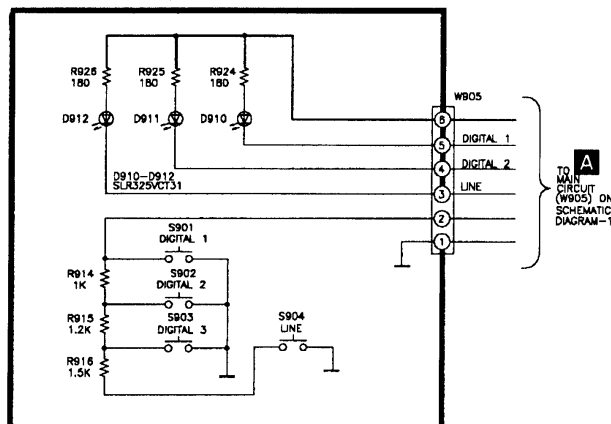 R926
180
R925
180
R924
180
W905
D912
D911
D910
6
5
DIGITAL 1
4
DIGITAL 2
3
LINE
2
1
D910-D912
SLR325VCT31
A
TO
MAIN
CIRCUIT
(W905) ON
SCHEMATIC
DIAGRAM-1
S901
DIGITAL 1
R914
1K
S902
DIGITAL 2
R915
1.2K
S903
DIGITAL 3
S904
LINE
R916
1.5K